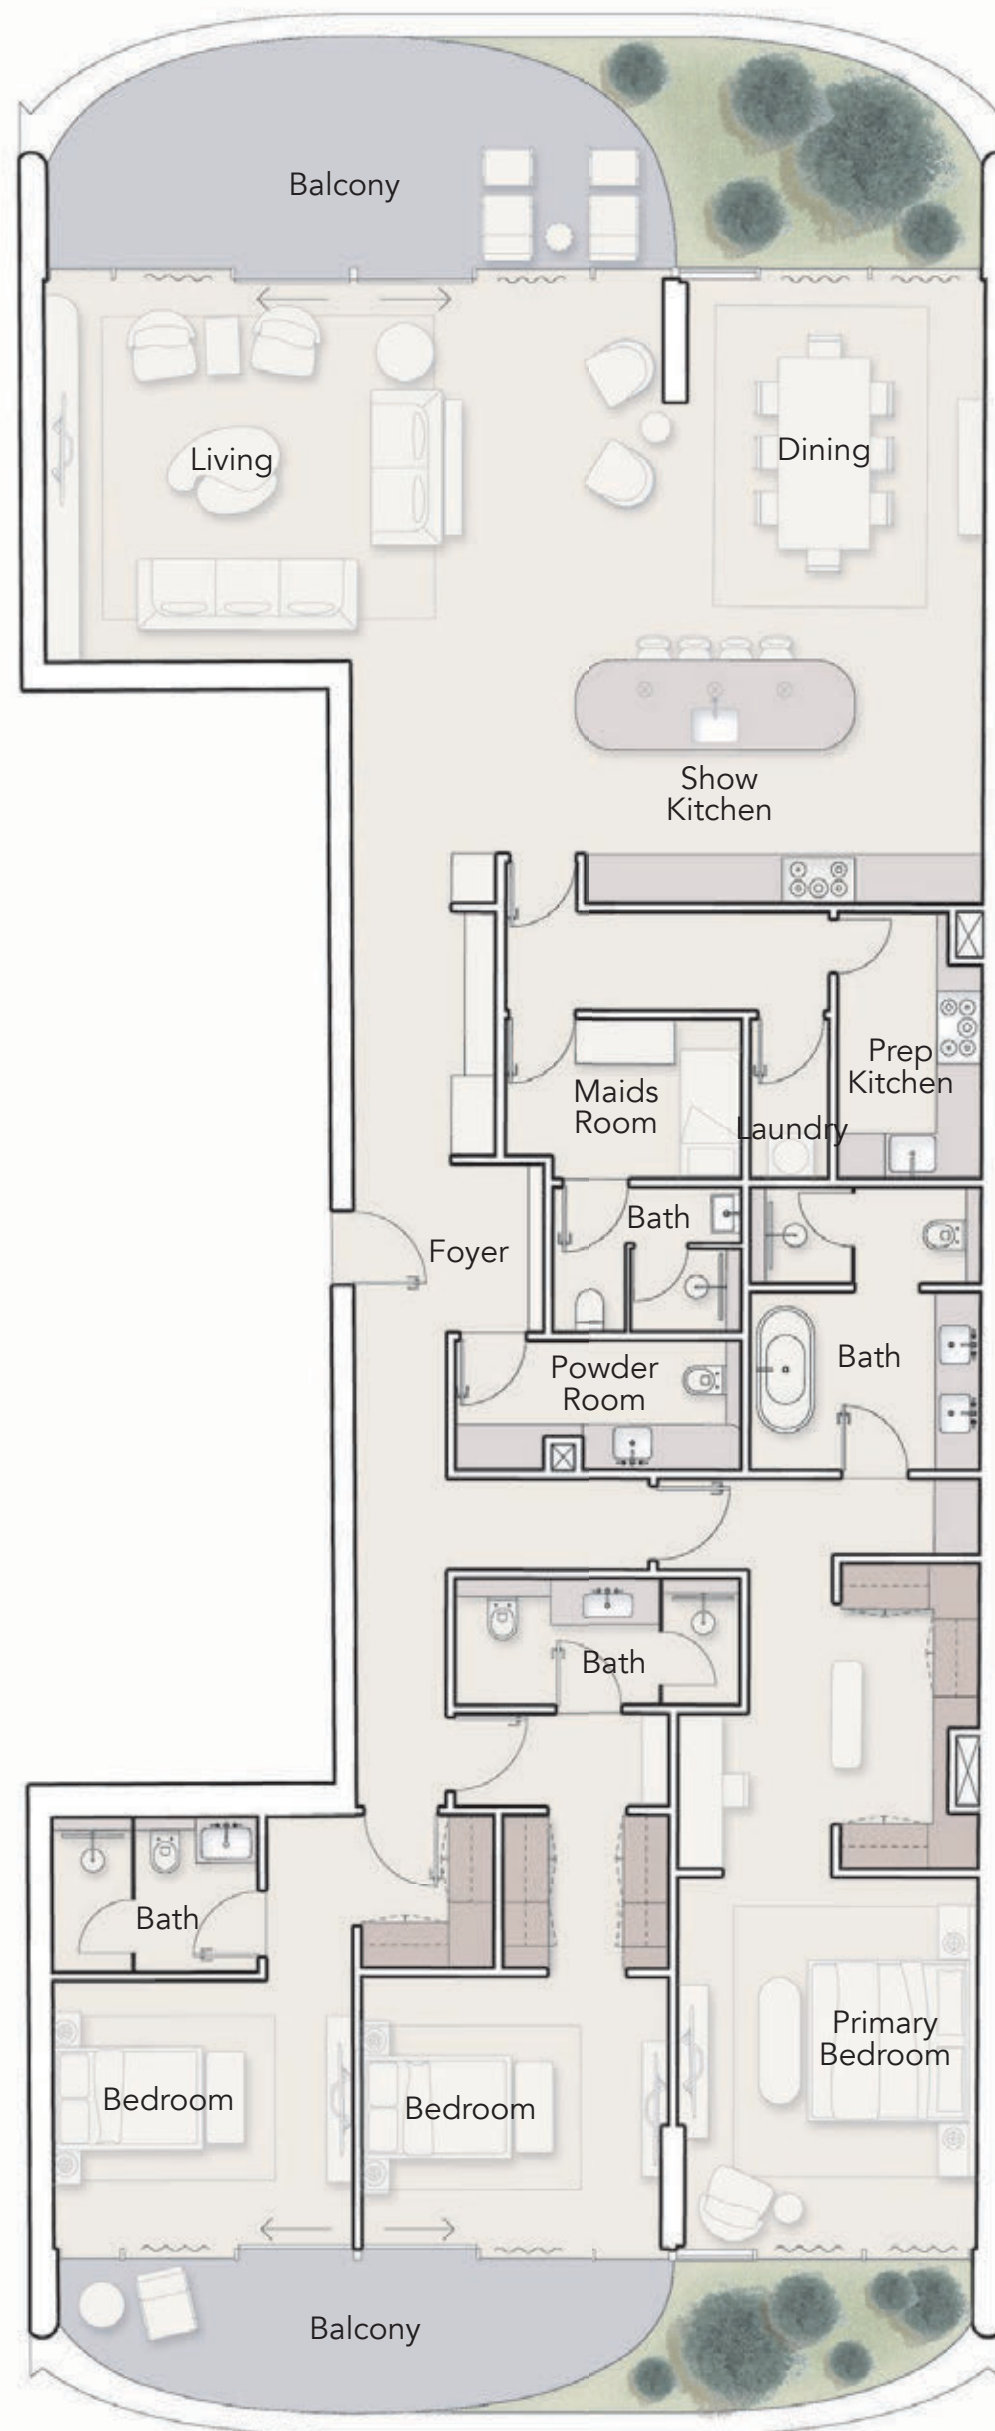 Balcony
Living
Dining
Show
Kitchen
Prep
Kitchen
Maids
Room
Laundry
Bath
Foyer
Bath
Powder
Room
Bath
Bath
Primary
Bedroom
Bedroom
Bedroom
Balcony